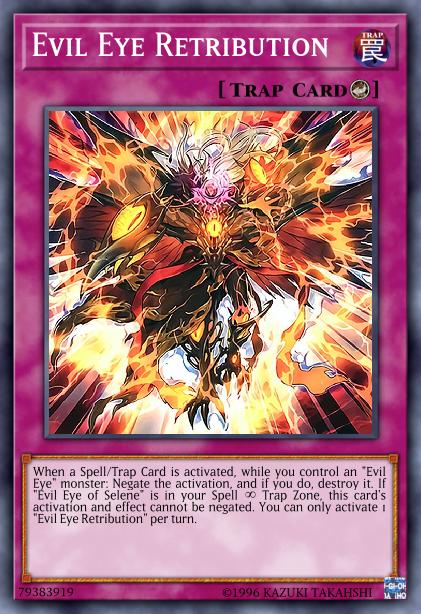 EVIL EYE RETRIBUTION
TRAP
罠
[TRAP CARD]
When a Spell/Trap Card is activated, while you control an "Evil
Eye" monster: Negate the activation, and if you do, destroy it. If
"Evil Eye of Selene" is in your Spell ∞ Trap Zone, this card's
activation and effect cannot be negated. You can only activate 1
"Evil Eye Retribution" per turn.
79383919
©1996 KAZUKI TAKAHSHI